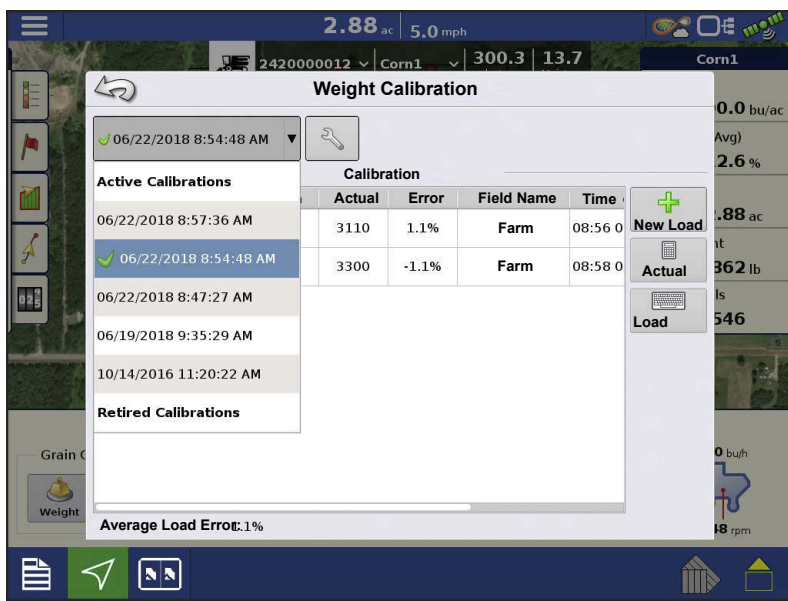 2.88 ac 5.0 mph
2420000012 Corn1 300.3 13.7
Corn1
Weight Calibration
0.0 bu/ac
06/22/2018 8:54:48 AM
Avg)
2.6 %
Active Calibrations
Calibration
Actual Error Field Name Time
06/22/2018 8:57:36 AM
3110 1.1% Farm 08:56 0
New Load
.88 ac
06/22/2018 8:54:48 AM
3300 -1.1% Farm 08:58 0
Actual
nt
862 lb
06/22/2018 8:47:27 AM
Load
ls
546
06/19/2018 9:35:29 AM
10/14/2016 11:20:22 AM
Retired Calibrations
Grain
0 bu/h
Weight
Average Load Error: 1.1%
48 rpm